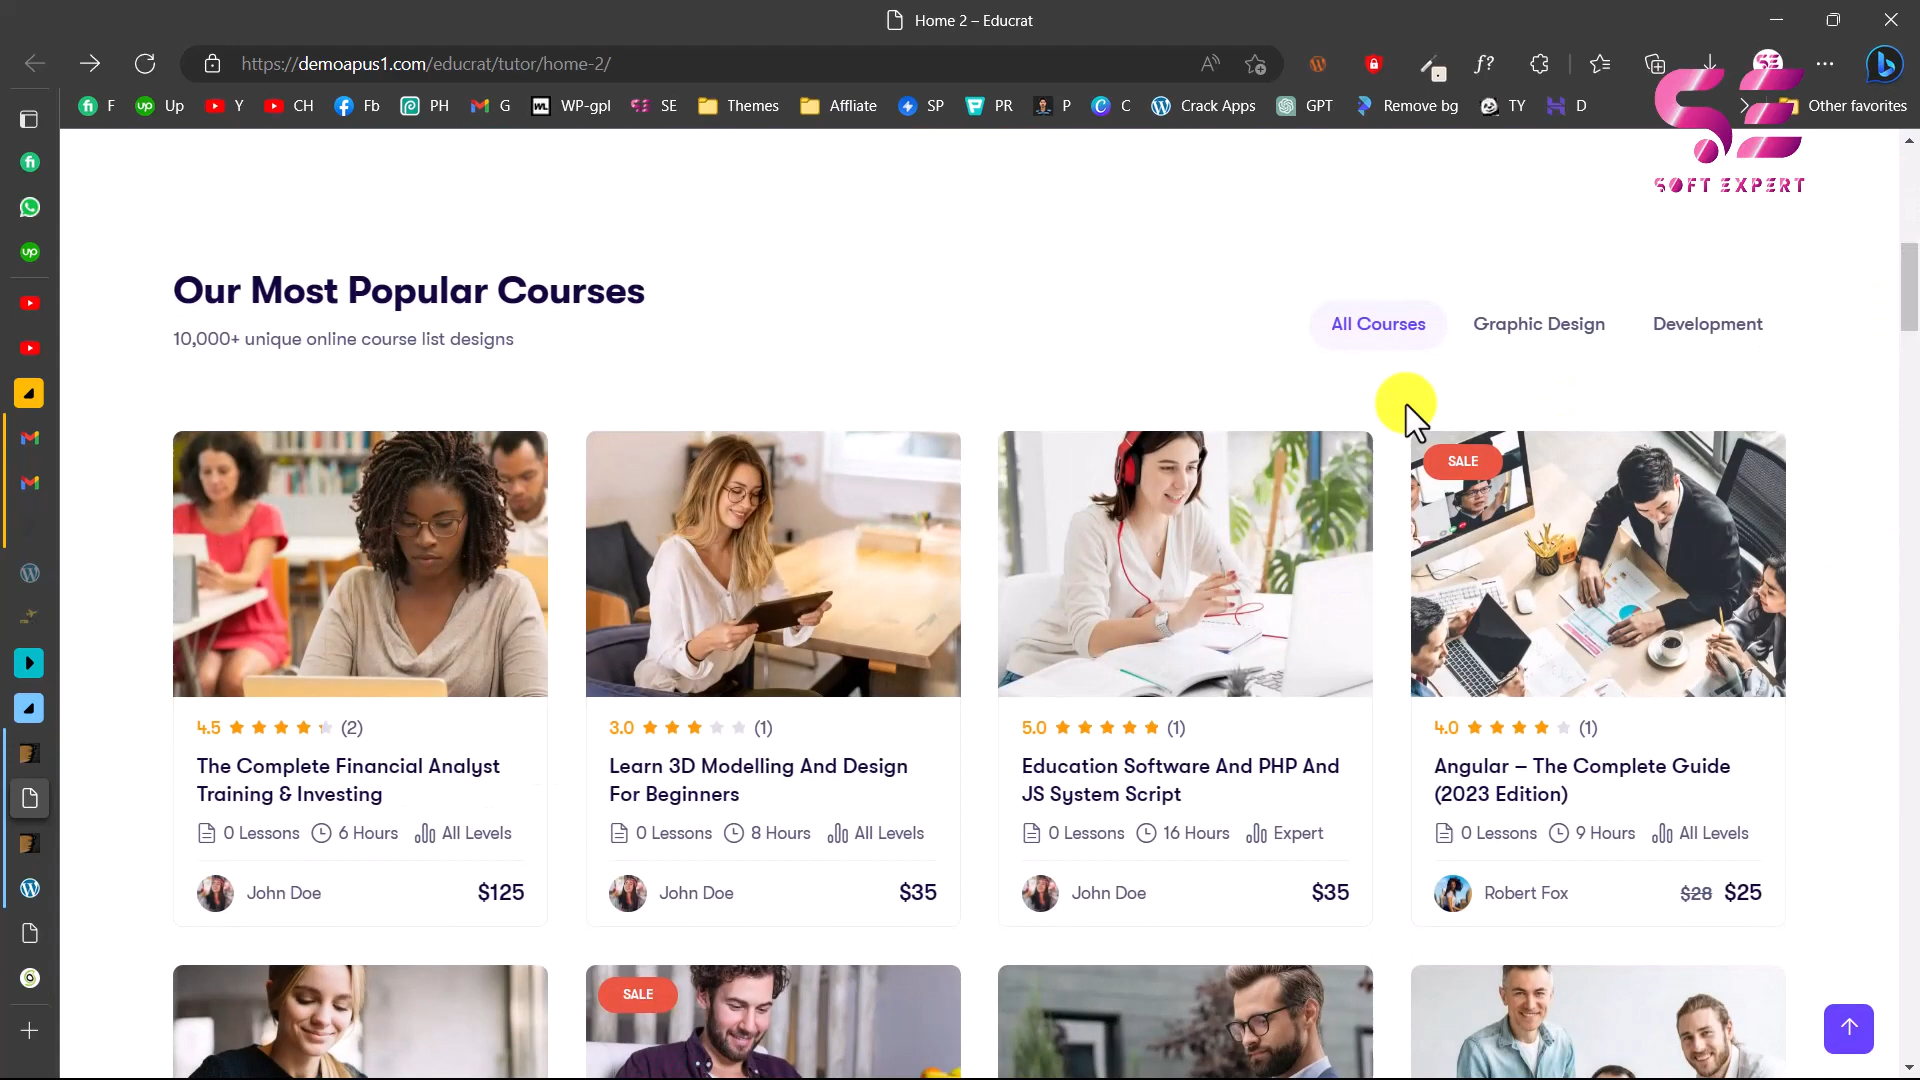 Home 2 – Educrat
https://demoapus1.com/educrat/tutor/home-2/
F Up Y CH Fb PH G WP-gpl SE Themes Affliate SP PR P C Crack Apps GPT Remove bg TY D Other favorites
SE
SOFT EXPERT
Our Most Popular Courses
10,000+ unique online course list designs
All Courses Graphic Design Development
SALE
4.5 (2)
The Complete Financial Analyst
Training & Investing
0 Lessons 6 Hours All Levels
John Doe $125
3.0 (1)
Learn 3D Modelling And Design
For Beginners
0 Lessons 8 Hours All Levels
John Doe $35
5.0 (1)
Education Software And PHP And
JS System Script
0 Lessons 16 Hours Expert
John Doe $35
4.0 (1)
Angular – The Complete Guide
(2023 Edition)
0 Lessons 9 Hours All Levels
Robert Fox $28 $25
SALE